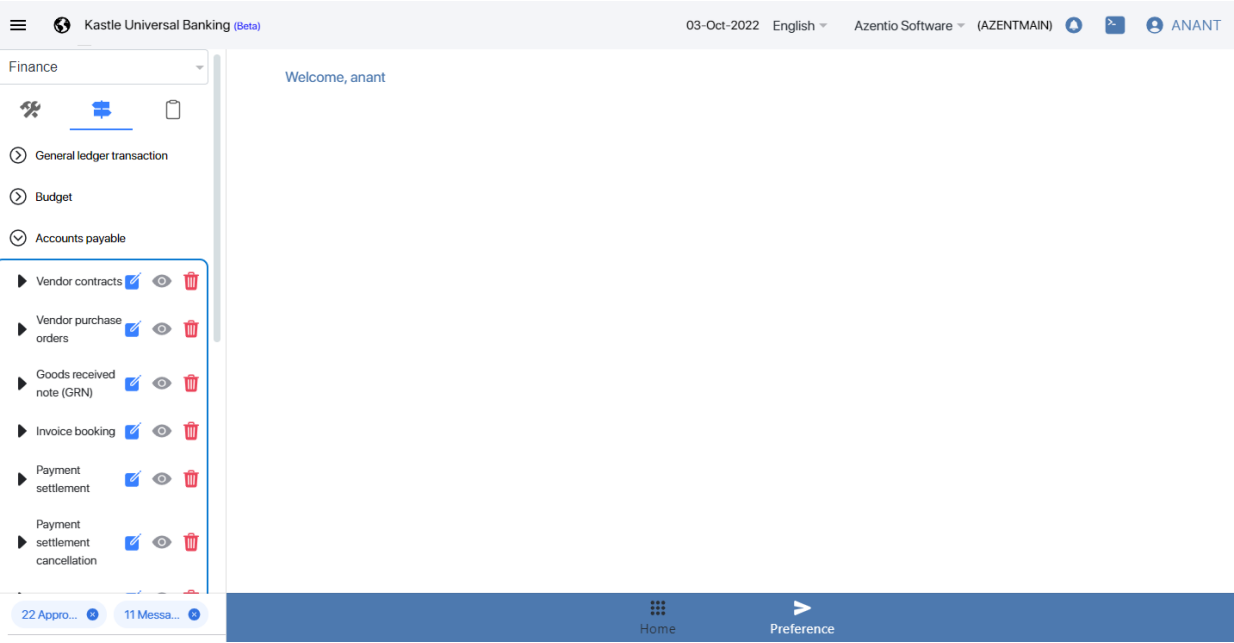 Kastle Universal Banking (Beta)
03-Oct-2022 English Azentio Software (AZENTMAIN) ANANT
Finance
Welcome, anant
General ledger transaction
Budget
Accounts payable
Vendor contracts
Vendor purchase
orders
Goods received
note (GRN)
Invoice booking
Payment
settlement
Payment
settlement
cancellation
22 Appro...
11 Messa...
Home
Preference